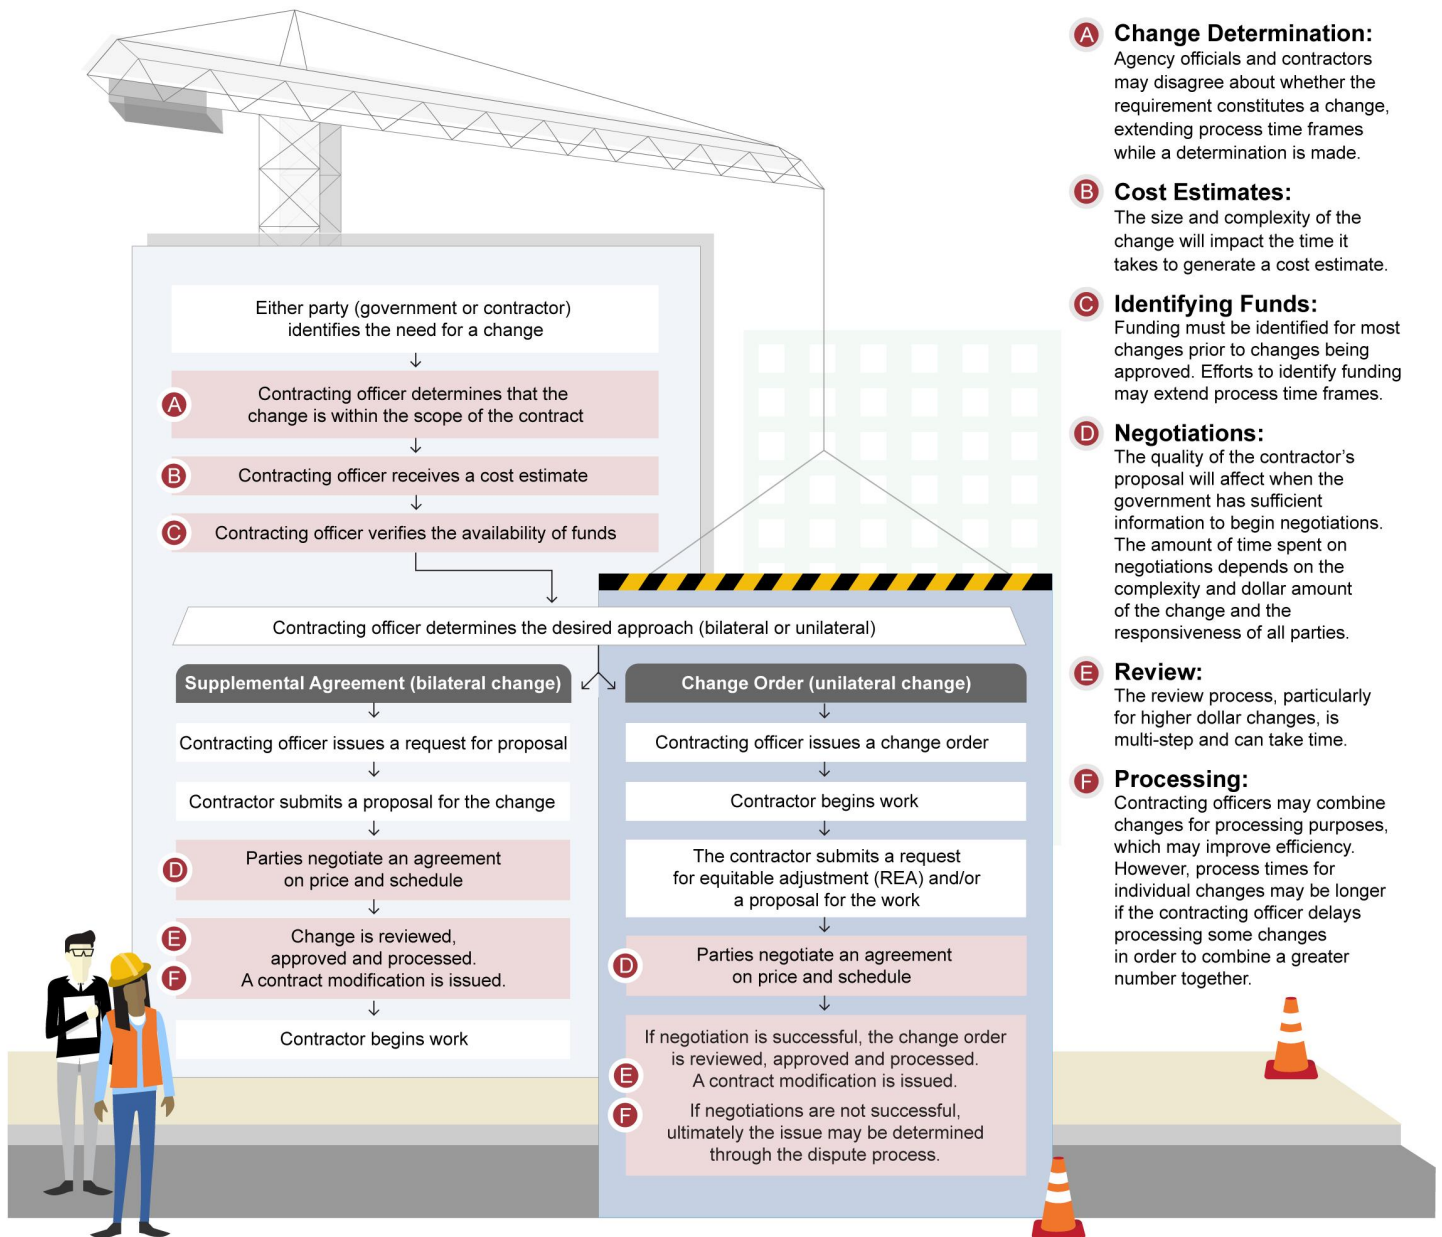 Either party (government or contractor)
identifies the need for a change
A
Contracting officer determines that the
change is within the scope of the contract
B
Contracting officer receives a cost estimate
C
Contracting officer verifies the availability of funds
Contracting officer determines the desired approach (bilateral or unilateral)
Supplemental Agreement (bilateral change)
Contracting officer issues a request for proposal
Contractor submits a proposal for the change
D
Parties negotiate an agreement
on price and schedule
E
F
Change is reviewed,
approved and processed.
A contract modification is issued.
Contractor begins work
Change Order (unilateral change)
Contracting officer issues a change order
Contractor begins work
The contractor submits a request
for equitable adjustment (REA) and/or
a proposal for the work
D
Parties negotiate an agreement
on price and schedule
E
F
If negotiation is successful, the change order
is reviewed, approved and processed.
A contract modification is issued.
If negotiations are not successful,
ultimately the issue may be determined
through the dispute process.
A Change Determination:
Agency officials and contractors
may disagree about whether the
requirement constitutes a change,
extending process time frames
while a determination is made.
B Cost Estimates:
The size and complexity of the
change will impact the time it
takes to generate a cost estimate.
C Identifying Funds:
Funding must be identified for most
changes prior to changes being
approved. Efforts to identify funding
may extend process time frames.
D Negotiations:
The quality of the contractor's
proposal will affect when the
government has sufficient
information to begin negotiations.
The amount of time spent on
negotiations depends on the
complexity and dollar amount
of the change and the
responsiveness of all parties.
E Review:
The review process, particularly
for higher dollar changes, is
multi-step and can take time.
F Processing:
Contracting officers may combine
changes for processing purposes,
which may improve efficiency.
However, process times for
individual changes may be longer
if the contracting officer delays
processing some changes
in order to combine a greater
number together.